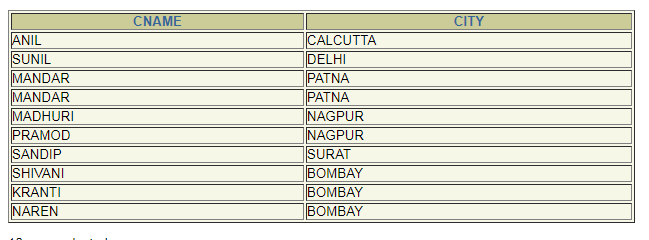 CNAME CITY
ANIL CALCUTTA
SUNIL DELHI
MANDAR PATNA
MANDAR PATNA
MADHURI NAGPUR
PRAMOD NAGPUR
SANDIP SURAT
SHIVANI BOMBAY
KRANTI BOMBAY
NAREN BOMBAY